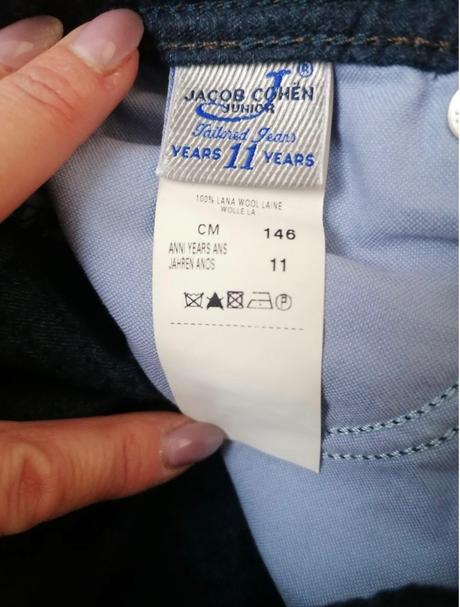 JACOB COHËN ®
JUNIOR
Tailored Jeans
YEARS 11 YEARS
100% LANA WOOL LAINE
WOLLE LA
CM 146
ANNI YEARS ANS
JAHREN ANOS 11
P